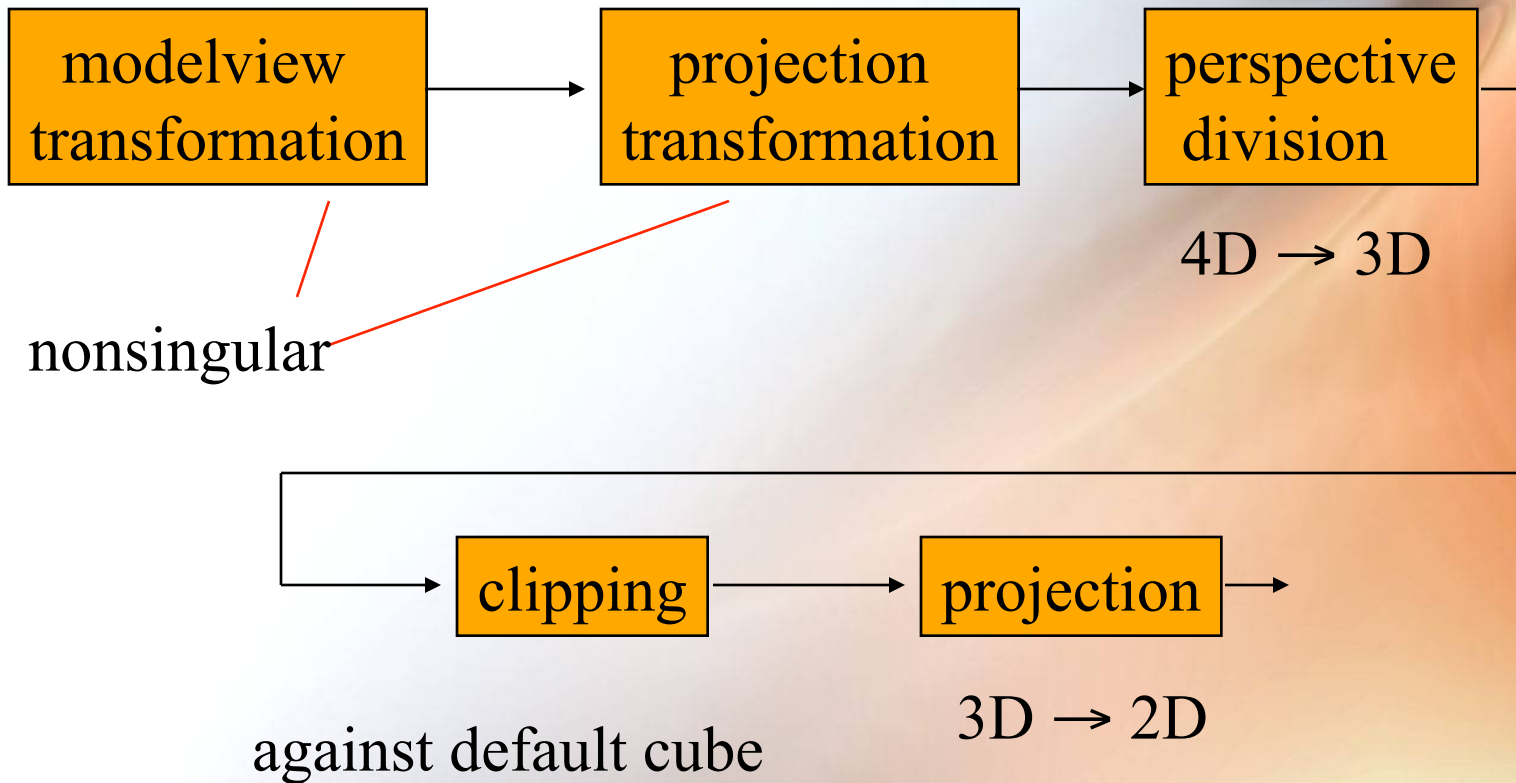 modelview
transformation
projection
transformation
perspective
division
4D → 3D
nonsingular
clipping
projection
against default cube
3D → 2D